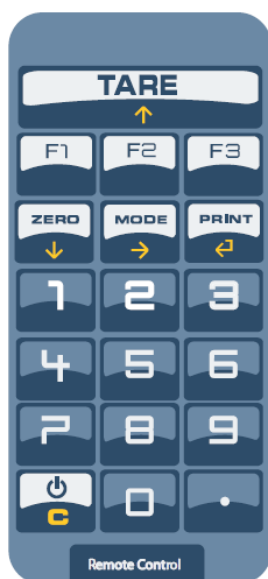 TARE
↑
F1 F2 F3
ZERO MODE PRINT
↓ → ↵
1 2 3
4 5 6
7 8 9
C 0 .
Remote Control